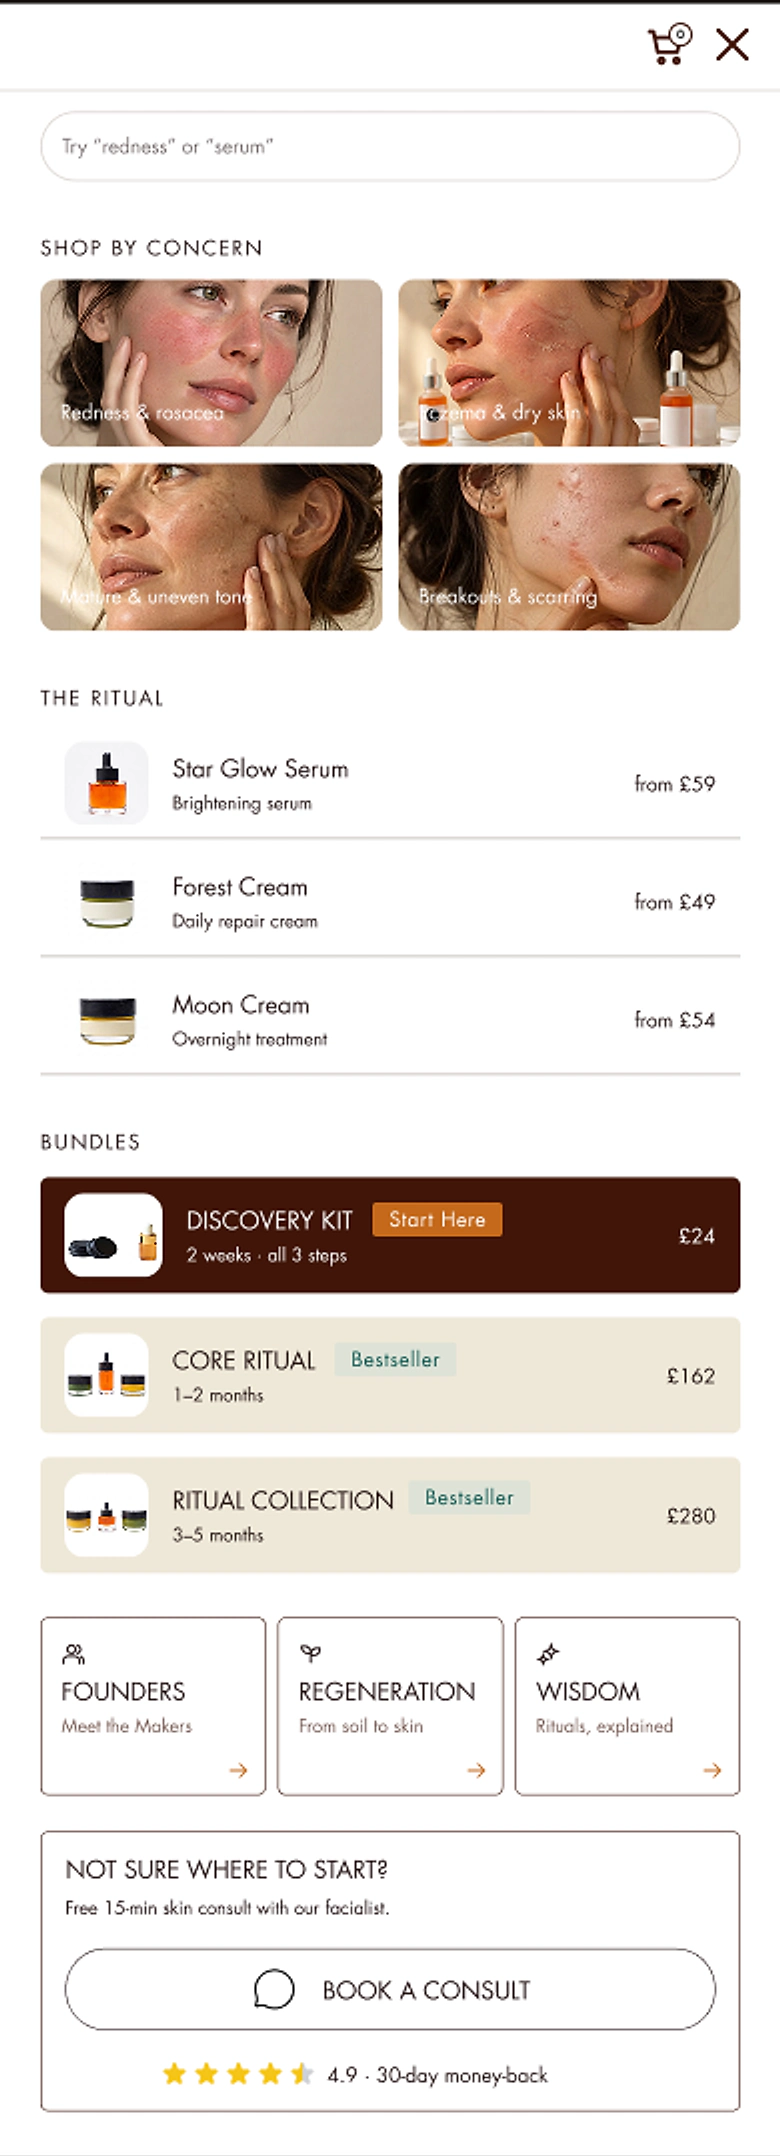 0
Try "redness" or "serum"
SHOP BY CONCERN
Redness & rosacea
Eczema & dry skin
Mature & uneven tone
Breakouts & scarring
THE RITUAL
Star Glow Serum
Brightening serum
from £59
Forest Cream
Daily repair cream
from £49
Moon Cream
Overnight treatment
from £54
BUNDLES
DISCOVERY KIT
Start Here
2 weeks · all 3 steps
£24
CORE RITUAL
Bestseller
1–2 months
£162
RITUAL COLLECTION
Bestseller
3–5 months
£280
FOUNDERS
Meet the Makers
REGENERATION
From soil to skin
WISDOM
Rituals, explained
NOT SURE WHERE TO START?
Free 15-min skin consult with our facialist.
BOOK A CONSULT
4.9 · 30-day money-back